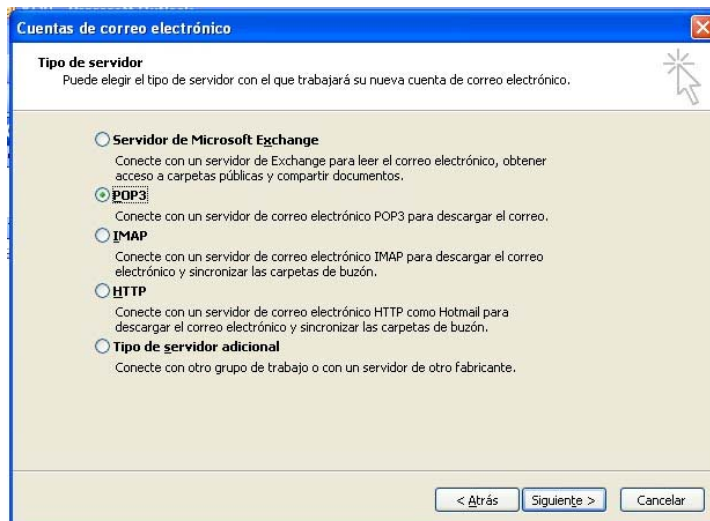 Cuentas de correo electrónico
Tipo de servidor
Puede elegir el tipo de servidor con el que trabajará su nueva cuenta de correo electrónico.
Servidor de Microsoft Exchange
Conecte con un servidor de Exchange para leer el correo electrónico, obtener
acceso a carpetas públicas y compartir documentos.
POP3
Conecte con un servidor de correo electrónico POP3 para descargar el correo.
IMAP
Conecte con un servidor de correo electrónico IMAP para descargar el correo
electrónico y sincronizar las carpetas de buzón.
HTTP
Conecte con un servidor de correo electrónico HTTP como Hotmail para
descargar el correo electrónico y sincronizar las carpetas de buzón.
Tipo de servidor adicional
Conecte con otro grupo de trabajo o con un servidor de otro fabricante.
< Atrás Siguiente > Cancelar